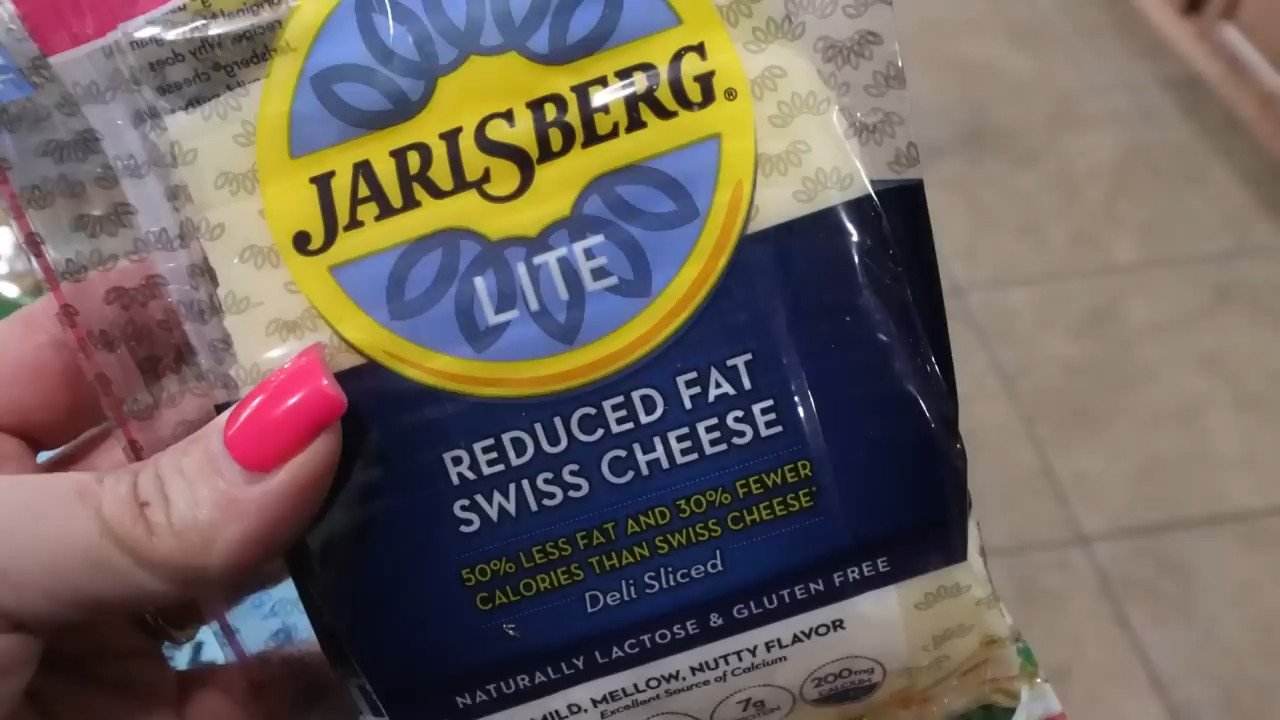 JARLSBERG®
LITE
REDUCED FAT
SWISS CHEESE
50% LESS FAT AND 30% FEWER
CALORIES THAN SWISS CHEESE*
Deli Sliced
NATURALLY LACTOSE & GLUTEN FREE
MILD, MELLOW, NUTTY FLAVOR
Excellent Source of Calcium
7g
PROTEIN
200mg
CALCIUM